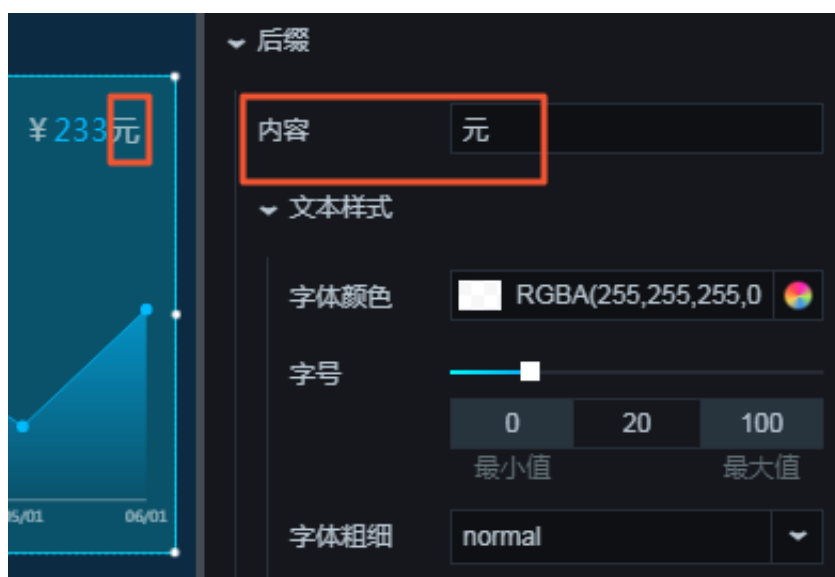 ¥233元
05/01 06/01
后缀
内容 元
文本样式
字体颜色 RGBA(255,255,255,0
字号
0 20 100
最小值 最大值
字体粗细 normal